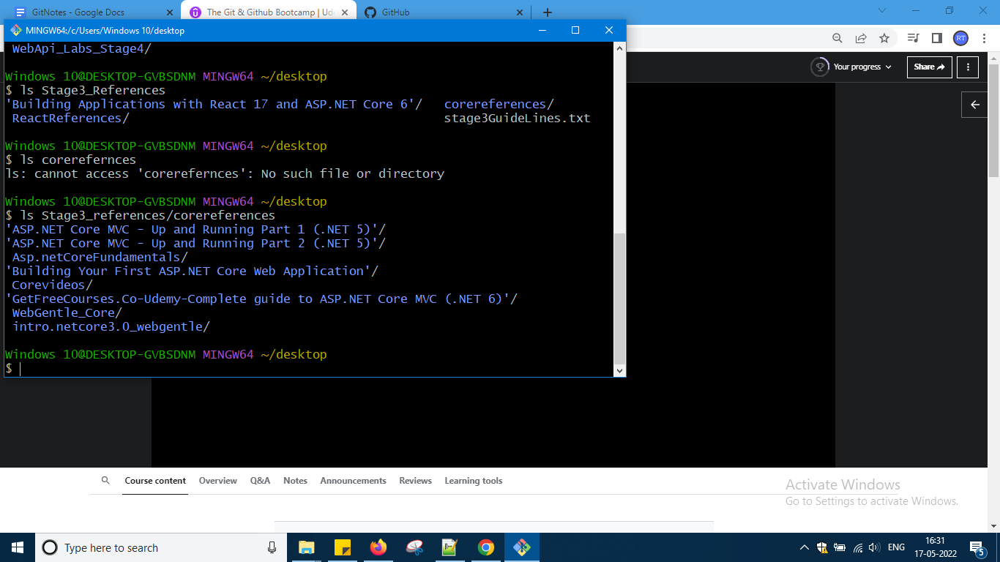 GitNotes - Google Docs
The Git & Github Bootcamp | Ud
GitHub
RT
MINGW64:/c/Users/Windows 10/desktop
WebApi_Labs_Stage4/
Windows 10@DESKTOP-GVBSDNM MINGW64 ~/desktop
$ ls Stage3_References
'Building Applications with React 17 and ASP.NET Core 6'/ corereferences/
ReactReferences/ stage3GuideLines.txt
Windows 10@DESKTOP-GVBSDNM MINGW64 ~/desktop
$ ls corerefernces
ls: cannot access 'corerefernces': No such file or directory
Windows 10@DESKTOP-GVBSDNM MINGW64 ~/desktop
$ ls Stage3_references/corereferences
'ASP.NET Core MVC - Up and Running Part 1 (.NET 5)'/
'ASP.NET Core MVC - Up and Running Part 2 (.NET 5)'/
Asp.netCoreFundamentals/
'Building Your First ASP.NET Core Web Application'/
Corevideos/
'GetFreeCourses.Co-Udemy-Complete guide to ASP.NET Core MVC (.NET 6)'/
WebGentle_Core/
intro.netcore3.0_webgentle/
Windows 10@DESKTOP-GVBSDNM MINGW64 ~/desktop
$
Your progress
Share
Course content Overview Q&A Notes Announcements Reviews Learning tools
Activate Windows
Go to Settings to activate Windows.
Type here to search
ENG
16:31
17-05-2022
5